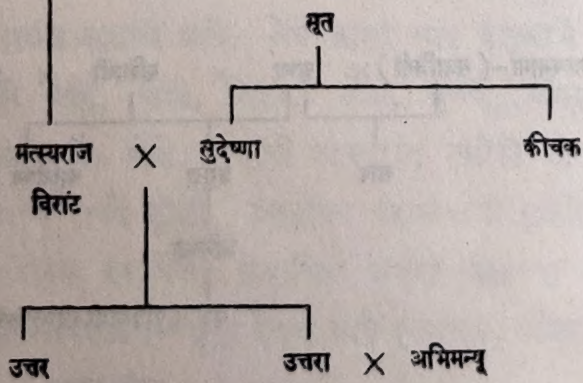 सूत
मत्स्यराज X सुदेष्णा कीचक
विराट
उत्तर उत्तरा X अभिमन्यू